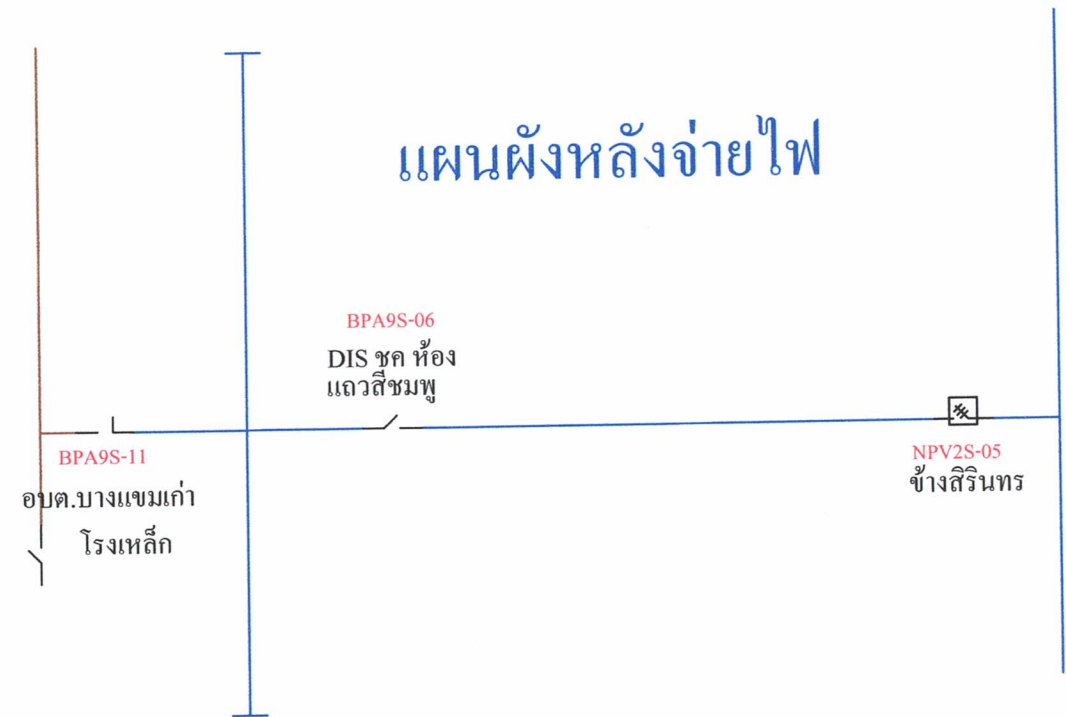 แผนผังหลังจ่ายไฟ
BPA9S-06
DIS ชค ห้อง
แถวสีชมพู
BPA9S-11
อบต.บางแขมเก่า
โรงเหล็ก
NPV2S-05
ข้างสิรินทร